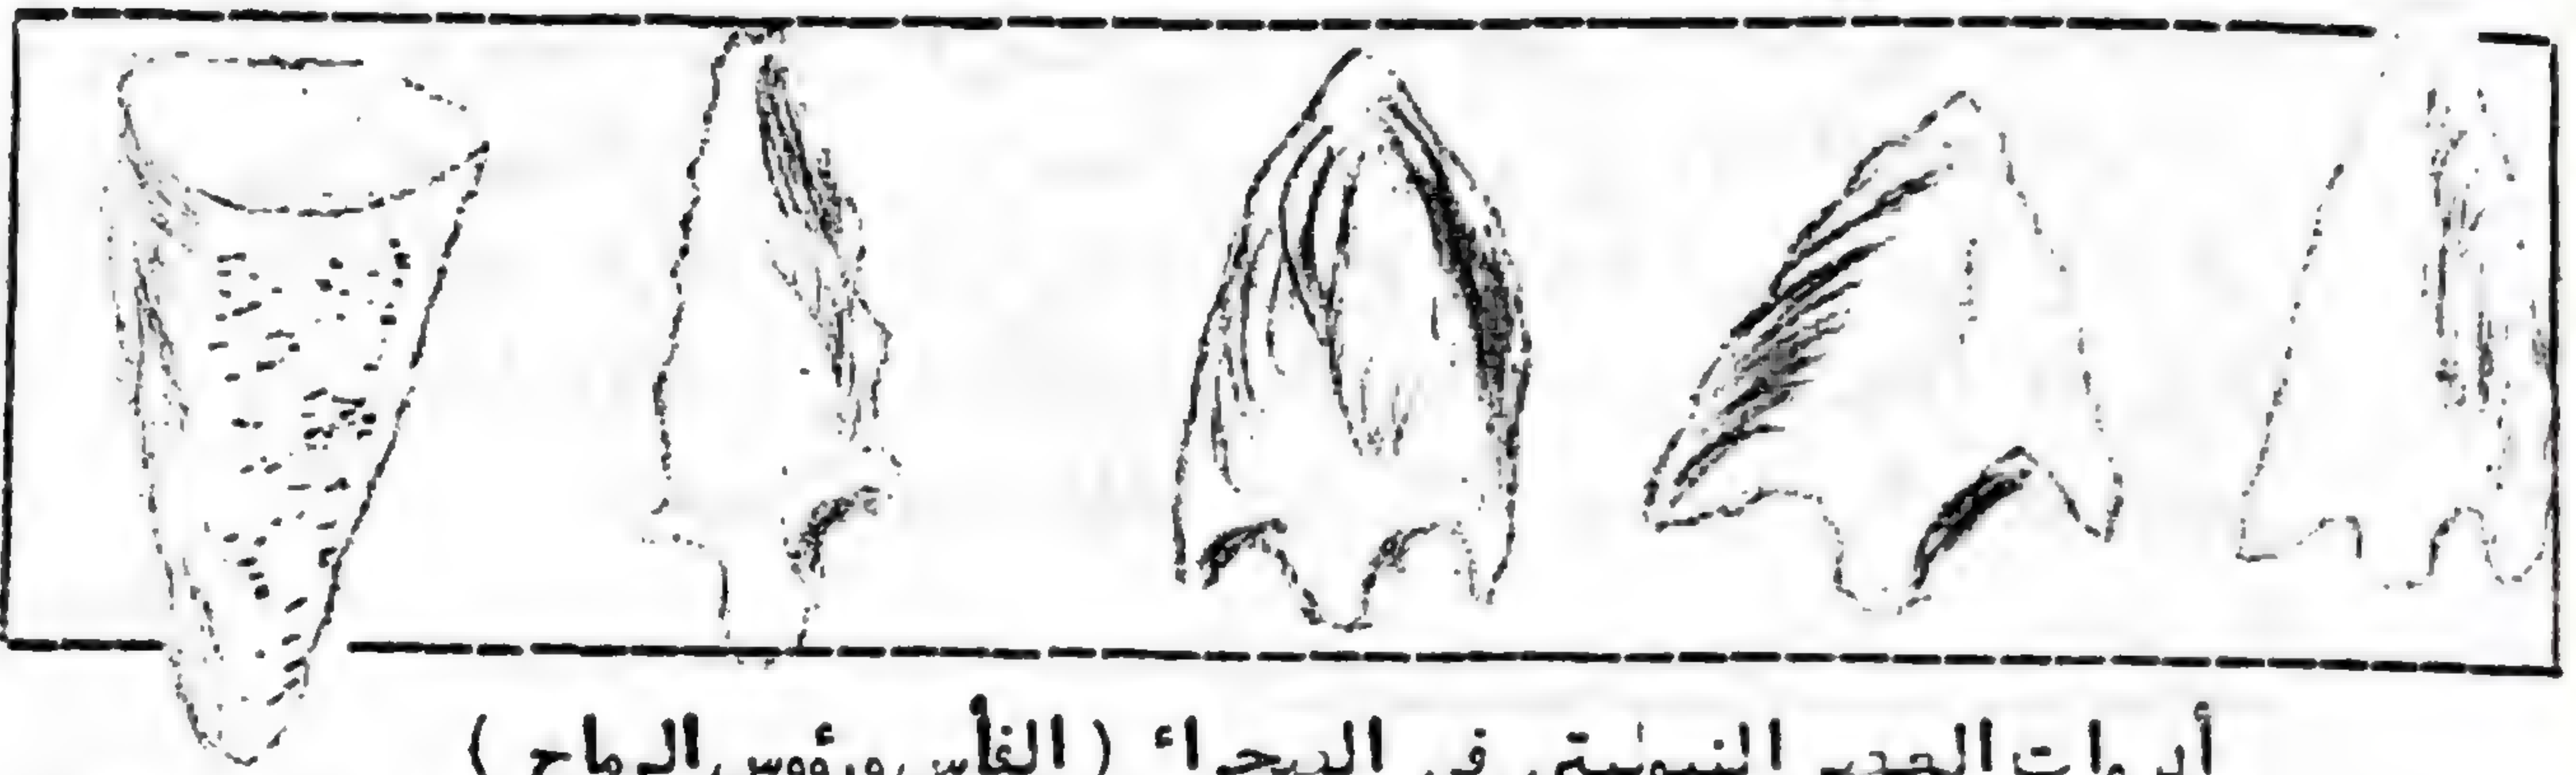 أدوات الحجر النيوليتي في الصحراء ( الفأس ورؤوس الرماح )